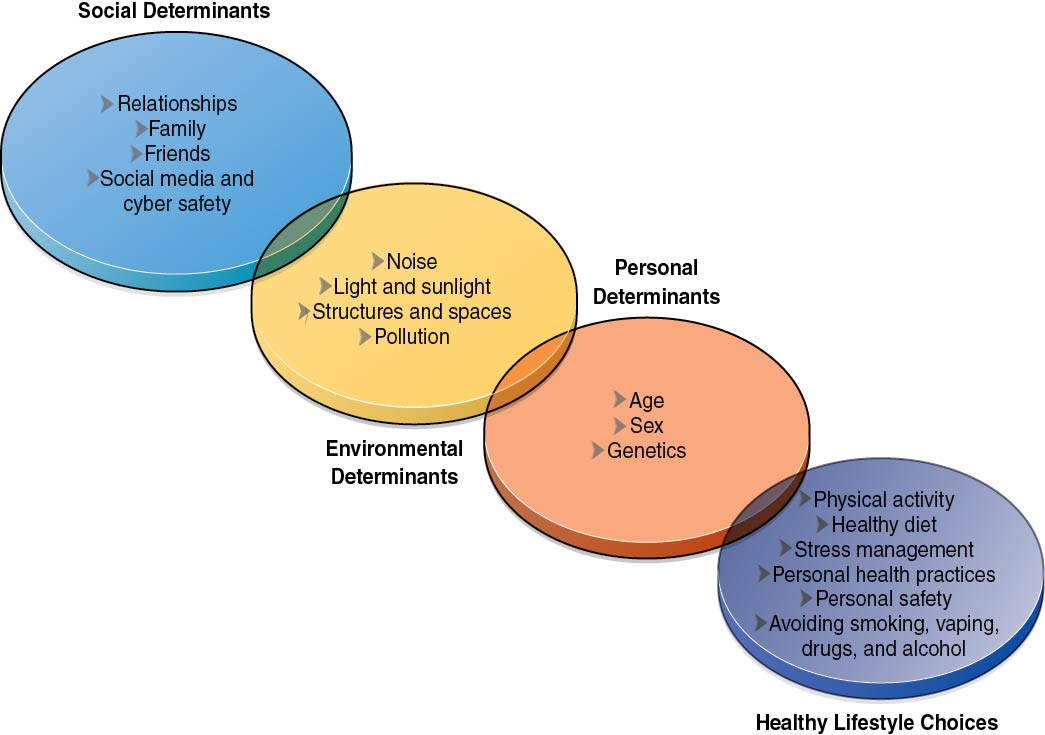 Social Determinants
➤ Relationships
➤ Family
➤ Friends
➤ Social media and
cyber safety
➤ Noise
➤ Light and sunlight
➤ Structures and spaces
➤ Pollution
Environmental
Determinants
Personal
Determinants
➤ Age
➤ Sex
➤ Genetics
➤ Physical activity
➤ Healthy diet
➤ Stress management
➤ Personal health practices
➤ Personal safety
➤ Avoiding smoking, vaping,
drugs, and alcohol
Healthy Lifestyle Choices